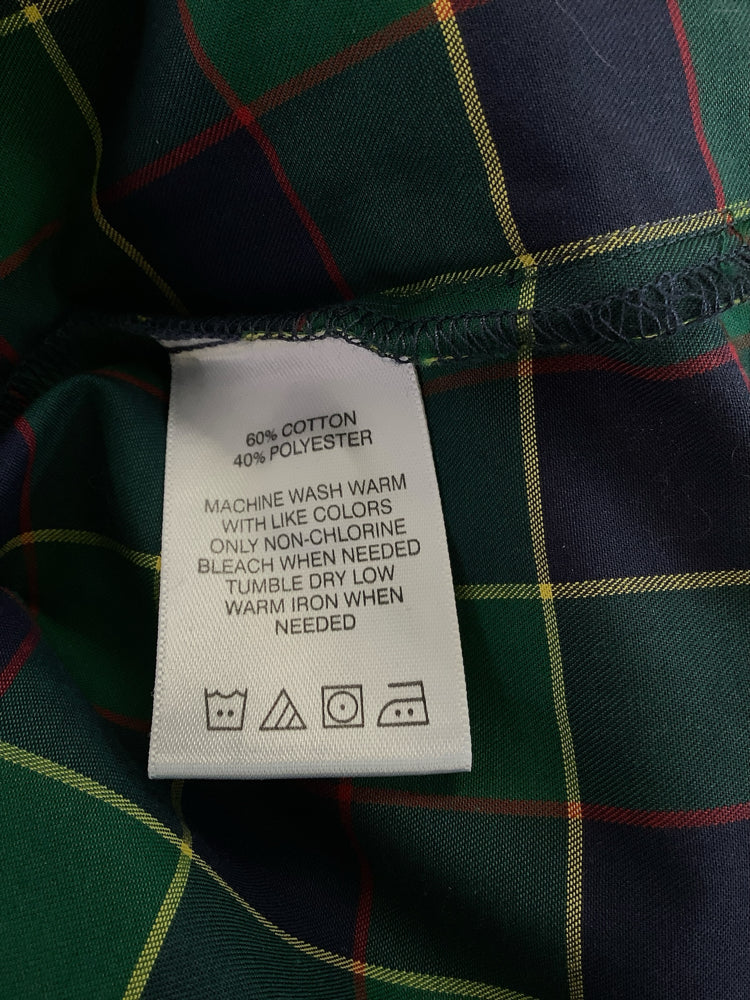 60% COTTON
40% POLYESTER
MACHINE WASH WARM
WITH LIKE COLORS
ONLY NON-CHLORINE
BLEACH WHEN NEEDED
TUMBLE DRY LOW
WARM IRON WHEN
NEEDED